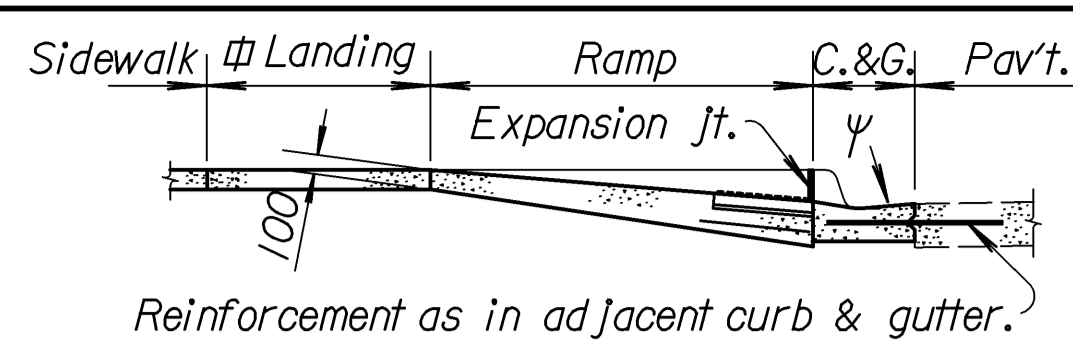 Sidewalk ⌽ Landing Ramp C.&G. Pav't.
Expansion jt. ψ
100
Reinforcement as in adjacent curb & gutter.